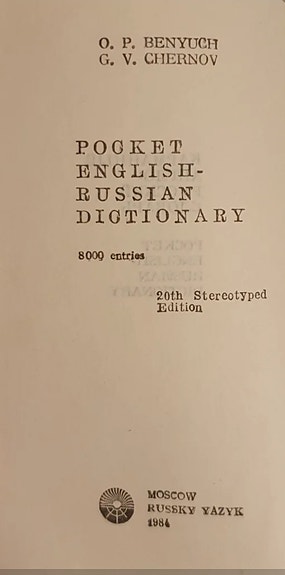 O. P. BENYUCH
G. V. CHERNOV
POCKET
ENGLISH-
RUSSIAN
DICTIONARY
8000 entries
20th Stereotyped
Edition
MOSCOW
RUSSKY YAZYK
1984